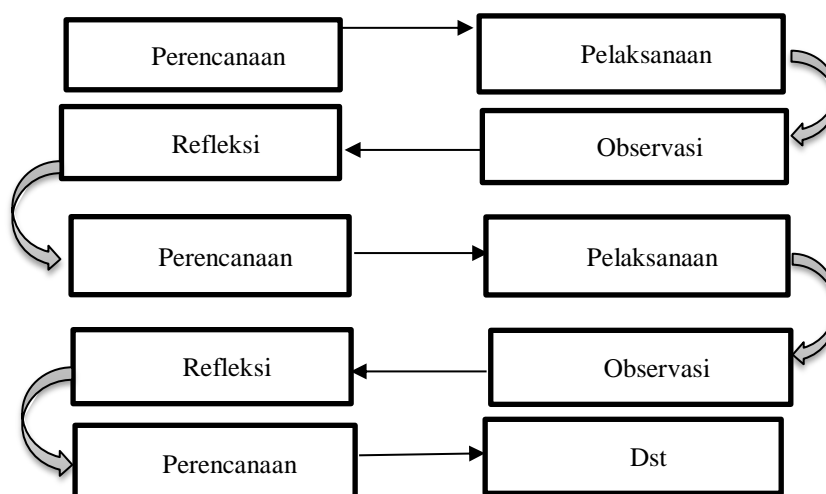 Perencanaan
Pelaksanaan
Refleksi
Observasi
Perencanaan
Pelaksanaan
Refleksi
Observasi
Perencanaan
Dst